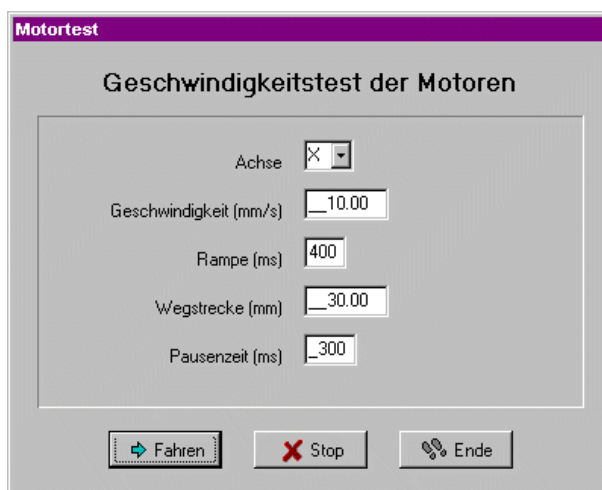 Motortest
Geschwindigkeitstest der Motoren
Achse X
Geschwindigkeit (mm/s) __10.00
Rampe (ms) 400
Wegstrecke (mm) __30.00
Pausenzeit (ms) _300
Fahren Stop Ende